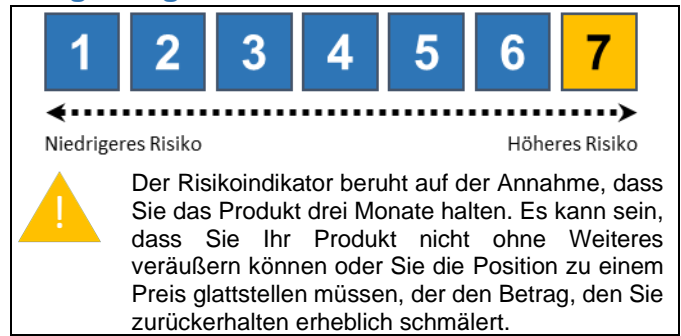 1 2 3 4 5 6 7
Niedrigeres Risiko Höheres Risiko
!
Der Risikoindikator beruht auf der Annahme, dass
Sie das Produkt drei Monate halten. Es kann sein,
dass Sie Ihr Produkt nicht ohne Weiteres
veräußern können oder Sie die Position zu einem
Preis glattstellen müssen, der den Betrag, den Sie
zurückerhalten erheblich schmälert.